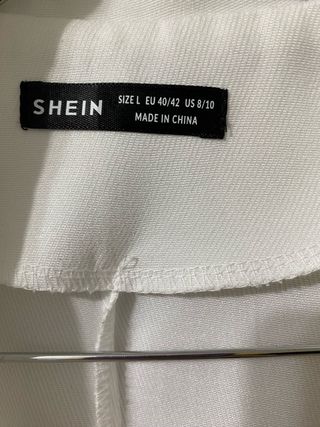 SHEIN
SIZE L EU 40/42 US 8/10
MADE IN CHINA